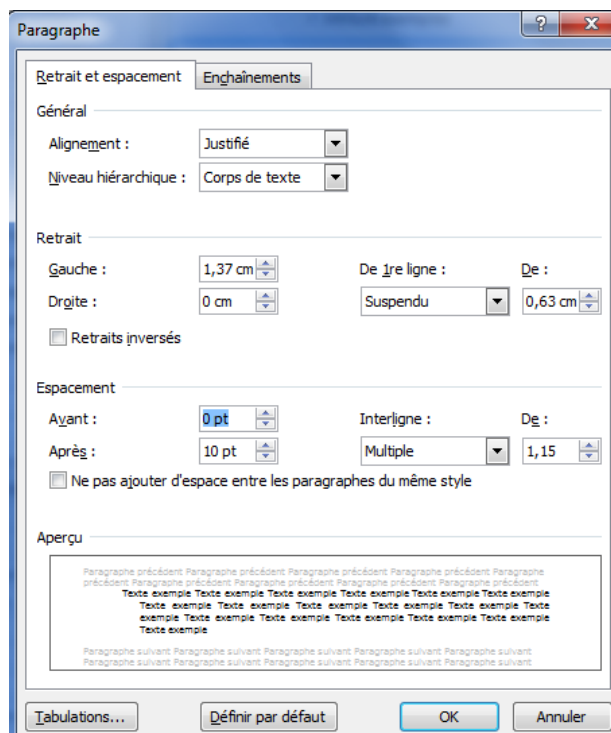 Paragraphe
Retrait et espacement Enchaînements
Général
Alignement : Justifié
Niveau hiérarchique : Corps de texte
Retrait
Gauche : 1,37 cm De 1re ligne : De :
Droite : 0 cm Suspendu 0,63 cm
Retraits inversés
Espacement
Avant : 0 pt Interligne : De :
Après : 10 pt Multiple 1,15
Ne pas ajouter d'espace entre les paragraphes du même style
Aperçu
Paragraphe précédent Paragraphe précédent Paragraphe précédent Paragraphe précédent Paragraphe
précédent Paragraphe précédent Paragraphe précédent Paragraphe précédent Paragraphe précédent
Texte exemple Texte exemple Texte exemple Texte exemple Texte exemple Texte exemple
Texte exemple Texte exemple Texte exemple Texte exemple Texte exemple Texte
exemple Texte exemple Texte exemple Texte exemple Texte exemple Texte exemple
Texte exemple
Paragraphe suivant Paragraphe suivant Paragraphe suivant Paragraphe suivant Paragraphe suivant
Paragraphe suivant Paragraphe suivant Paragraphe suivant Paragraphe suivant Paragraphe suivant
Tabulations... Définir par défaut OK Annuler